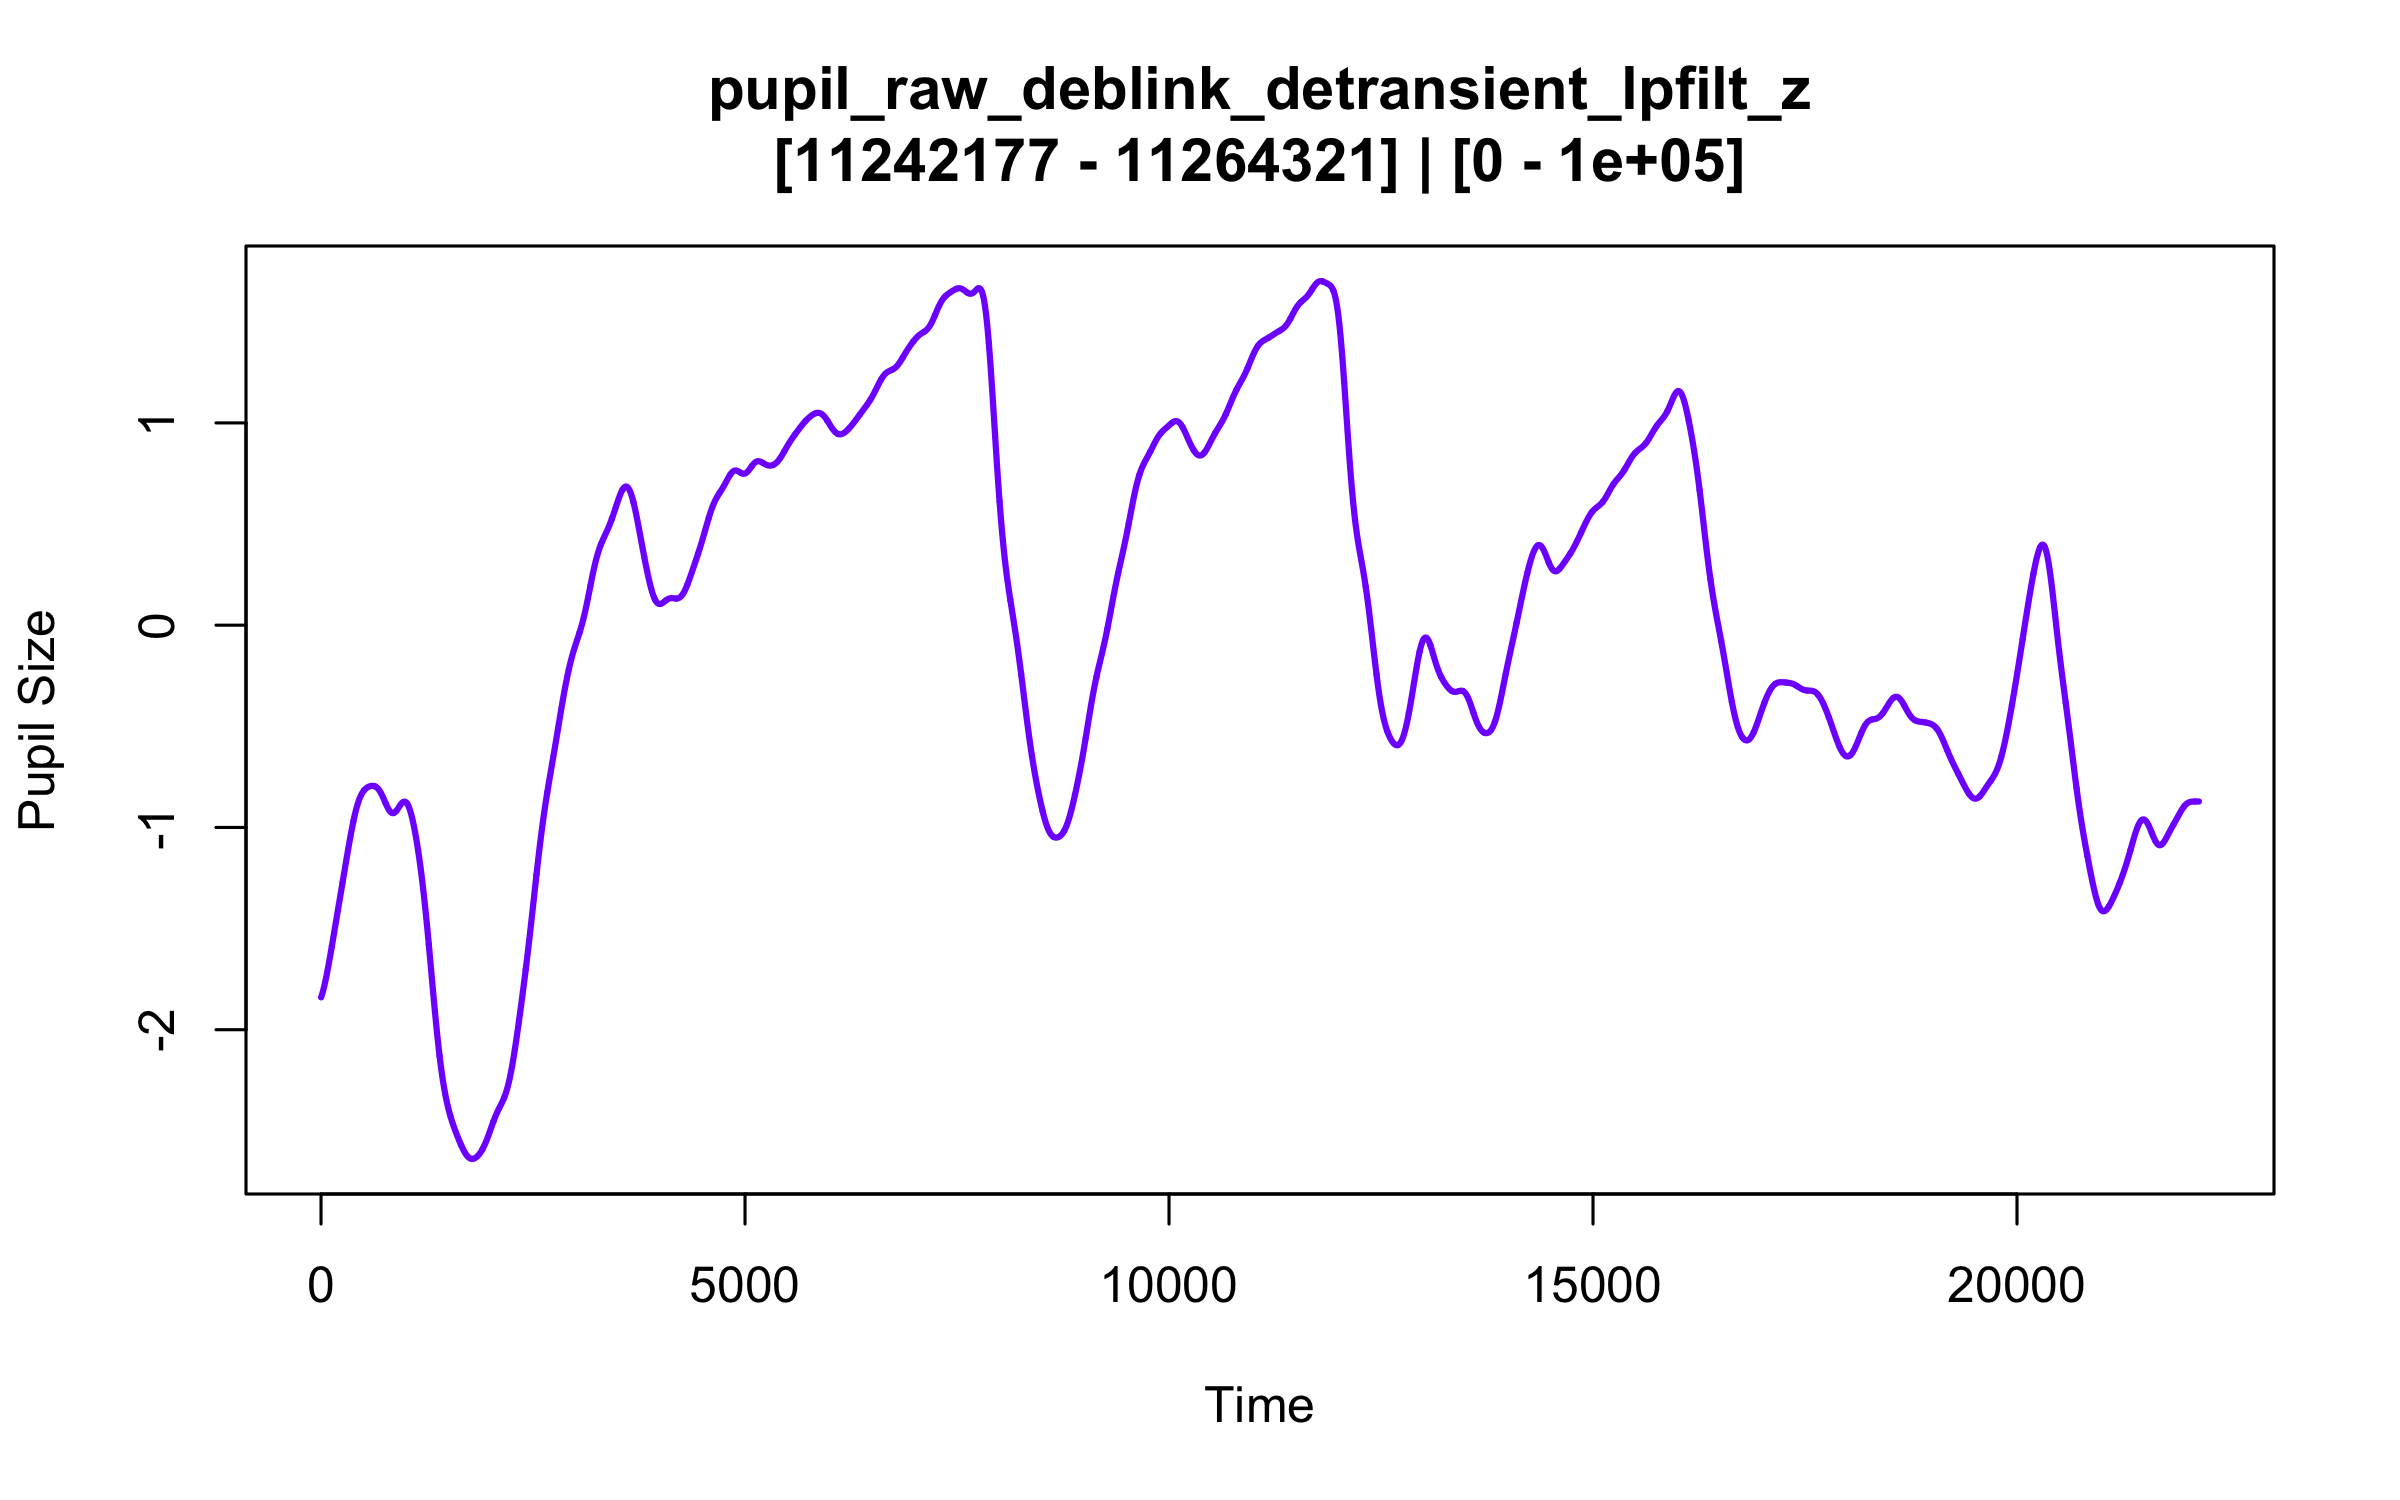 pupil_raw_deblink_detransient_lpfilt_z
[11242177 - 11264321] | [0 - 1e+05]
Pupil Size
1
0
-1
-2
0 5000 10000 15000 20000
Time